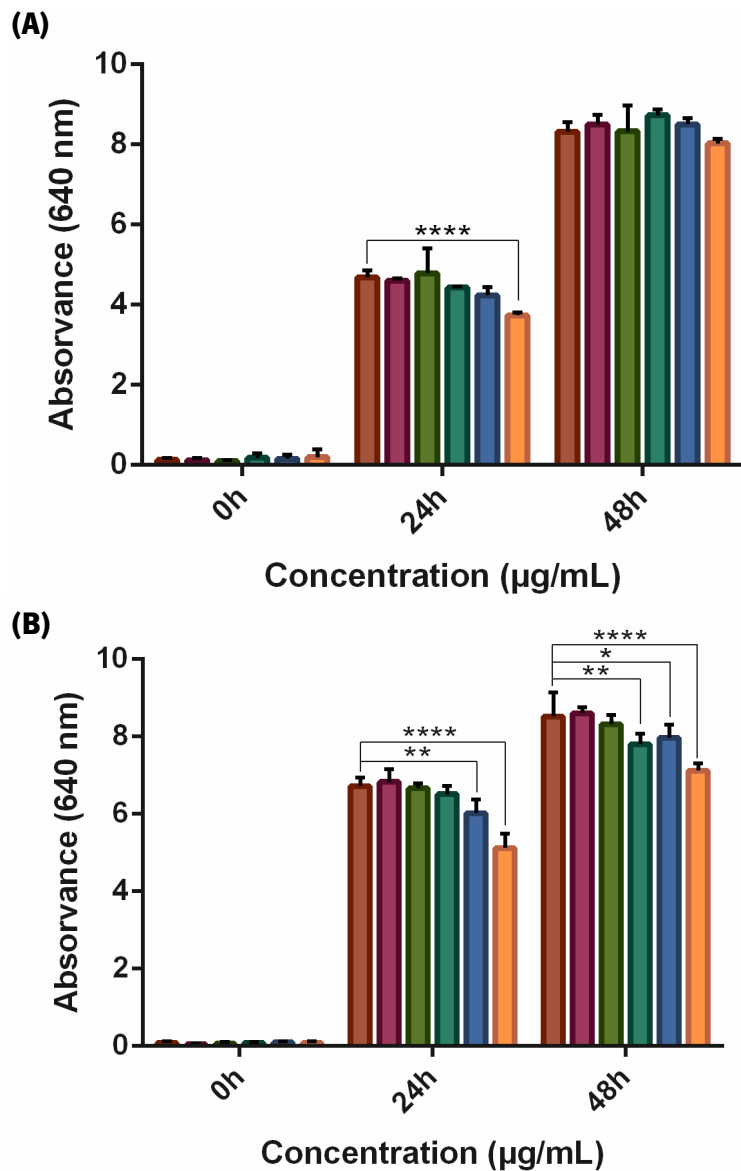 (A)
10
8
6
4
2
0
Absorvance (640 nm)
****
0h
24h
48h
Concentration (µg/mL)
(B)
10
8
6
4
2
0
Absorvance (640 nm)
****
**
****
*
**
0h
24h
48h
Concentration (µg/mL)